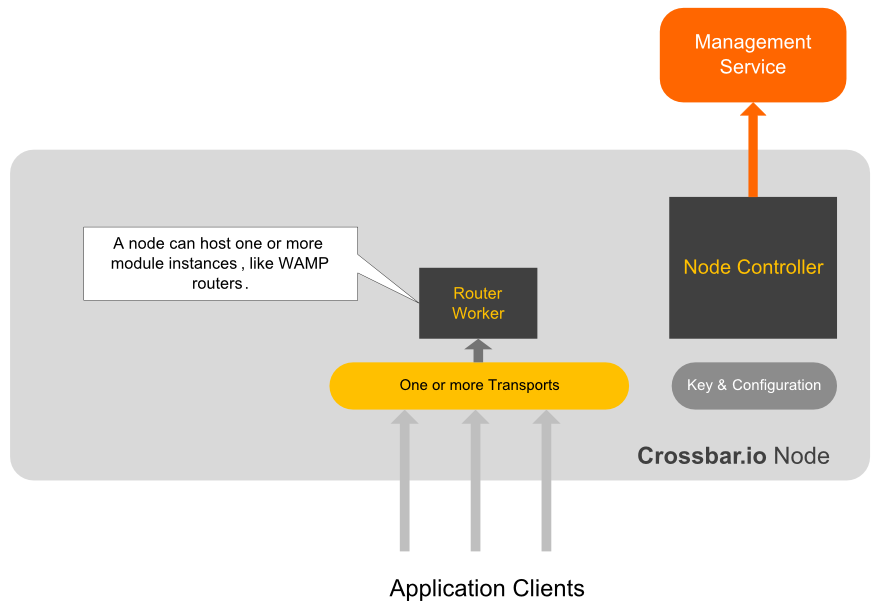 Management
Service
A node can host one or more
module instances , like WAMP
routers .
Node Controller
Router
Worker
One or more Transports
Key & Configuration
Crossbar.io Node
Application Clients